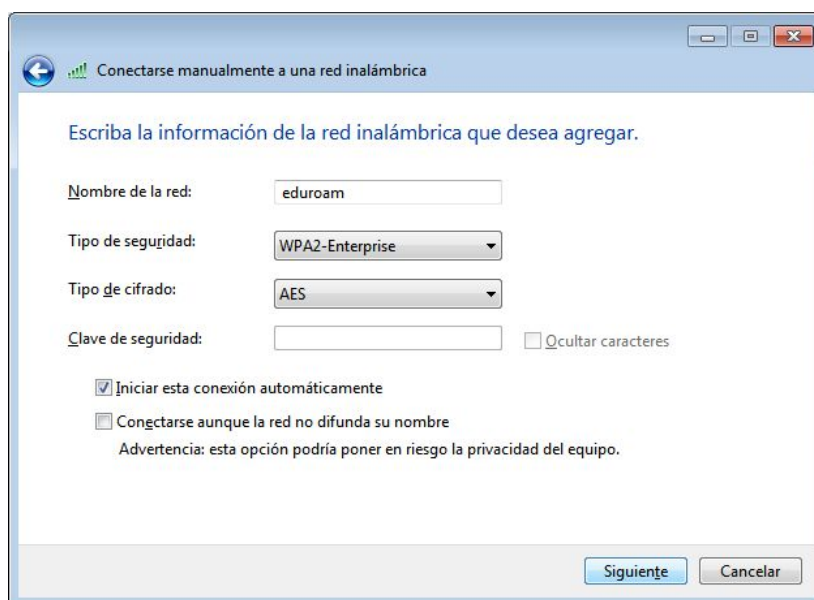 Conectarse manualmente a una red inalámbrica
Escriba la información de la red inalámbrica que desea agregar.
Nombre de la red: eduroam
Tipo de seguridad: WPA2-Enterprise
Tipo de cifrado: AES
Clave de seguridad: Ocultar caracteres
Iniciar esta conexión automáticamente
Conectarse aunque la red no difunda su nombre
Advertencia: esta opción podría poner en riesgo la privacidad del equipo.
Siguiente Cancelar